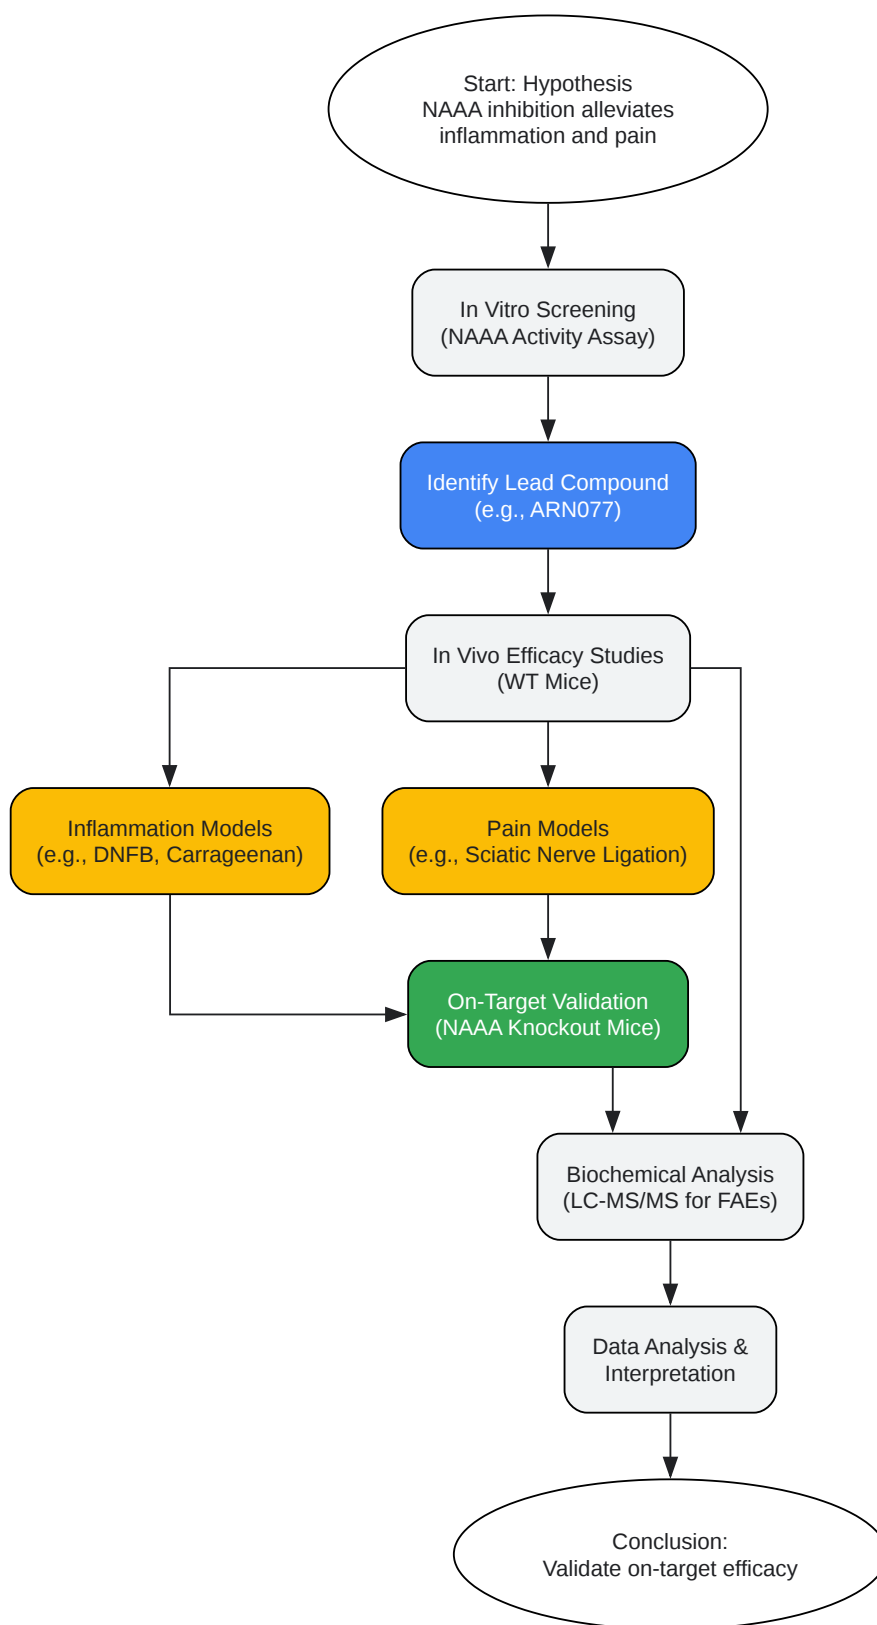 Start: Hypothesis
NAAA inhibition alleviates
inflammation and pain
In Vitro Screening
(NAAA Activity Assay)
Identify Lead Compound
(e.g., ARN077)
In Vivo Efficacy Studies
(WT Mice)
Inflammation Models
(e.g., DNFB, Carrageenan)
Pain Models
(e.g., Sciatic Nerve Ligation)
On-Target Validation
(NAAA Knockout Mice)
Biochemical Analysis
(LC-MS/MS for FAEs)
Data Analysis &
Interpretation
Conclusion:
Validate on-target efficacy